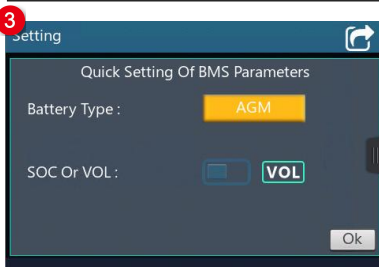 3
Setting
Quick Setting Of BMS Parameters
Battery Type : AGM
SOC Or VOL : VOL
Ok